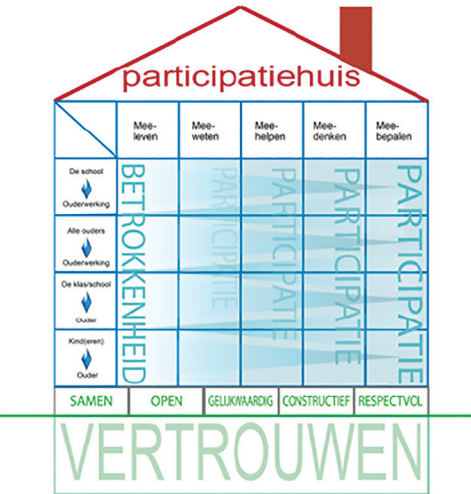 participatiehuis
Mee-
leven
Mee-
weten
Mee-
helpen
Mee-
denken
Mee-
bepalen
De school
Ouderwerking
Alle ouders
Ouderwerking
De klas/school
Ouder
Kind(eren)
Ouder
BETROKKENHEID
PARTICIPATIE
PARTICIPATIE
PARTICIPATIE
PARTICIPATIE
SAMEN
OPEN
GELIJKWAARDIG
CONSTRUCTIEF
RESPECTVOL
VERTROUWEN